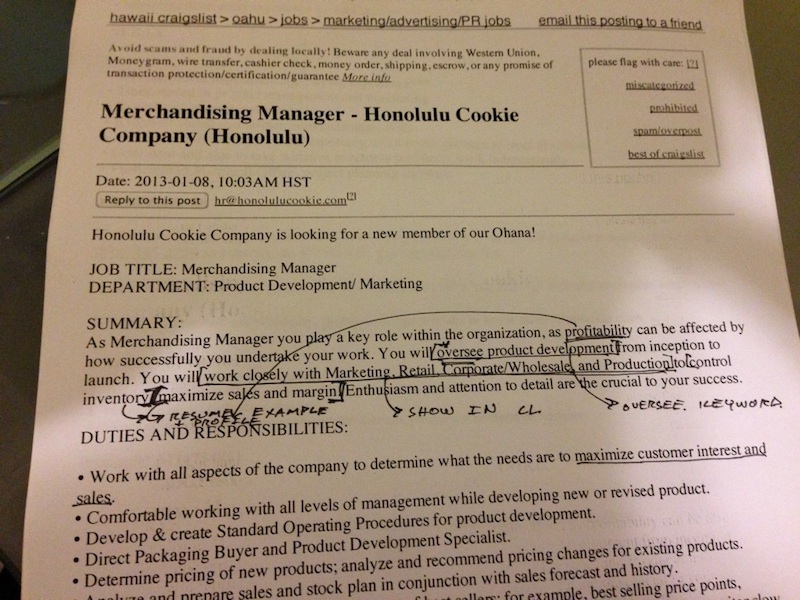 hawaii craigslist > oahu > jobs > marketing/advertising/PR jobs
email this posting to a friend
Avoid scams and fraud by dealing locally! Beware any deal involving Western Union,
Moneygram, wire transfer, cashier check, money order, shipping, escrow, or any promise of
transaction protection/certification/guarantee More info
please flag with care: [?]
miscategorized
prohibited
spam/overpost
best of craigslist
Merchandising Manager - Honolulu Cookie
Company (Honolulu)
Date: 2013-01-08, 10:03AM HST
Reply to this post hr@honolulucookie.com[?]
Honolulu Cookie Company is looking for a new member of our Ohana!
JOB TITLE: Merchandising Manager
DEPARTMENT: Product Development/ Marketing
SUMMARY:
As Merchandising Manager you play a key role within the organization, as profitability can be affected by
how successfully you undertake your work. You will oversee product development from inception to
launch. You will work closely with Marketing, Retail, Corporate/Wholesale, and Production to control
inventory, maximize sales and margin. Enthusiasm and attention to detail are the crucial to your success.
RESUME EXAMPLE
+ PROFILE
SHOW IN CL
OVERSEE. KEYWORD.
DUTIES AND RESPONSIBILITIES:
• Work with all aspects of the company to determine what the needs are to maximize customer interest and
sales.
• Comfortable working with all levels of management while developing new or revised product.
• Develop & create Standard Operating Procedures for product development.
• Direct Packaging Buyer and Product Development Specialist.
• Determine pricing of new products; analyze and recommend pricing changes for existing products.
• Analyze and prepare sales and stock plan in conjunction with sales forecast and history.
of best sellers; for example, best selling price points,